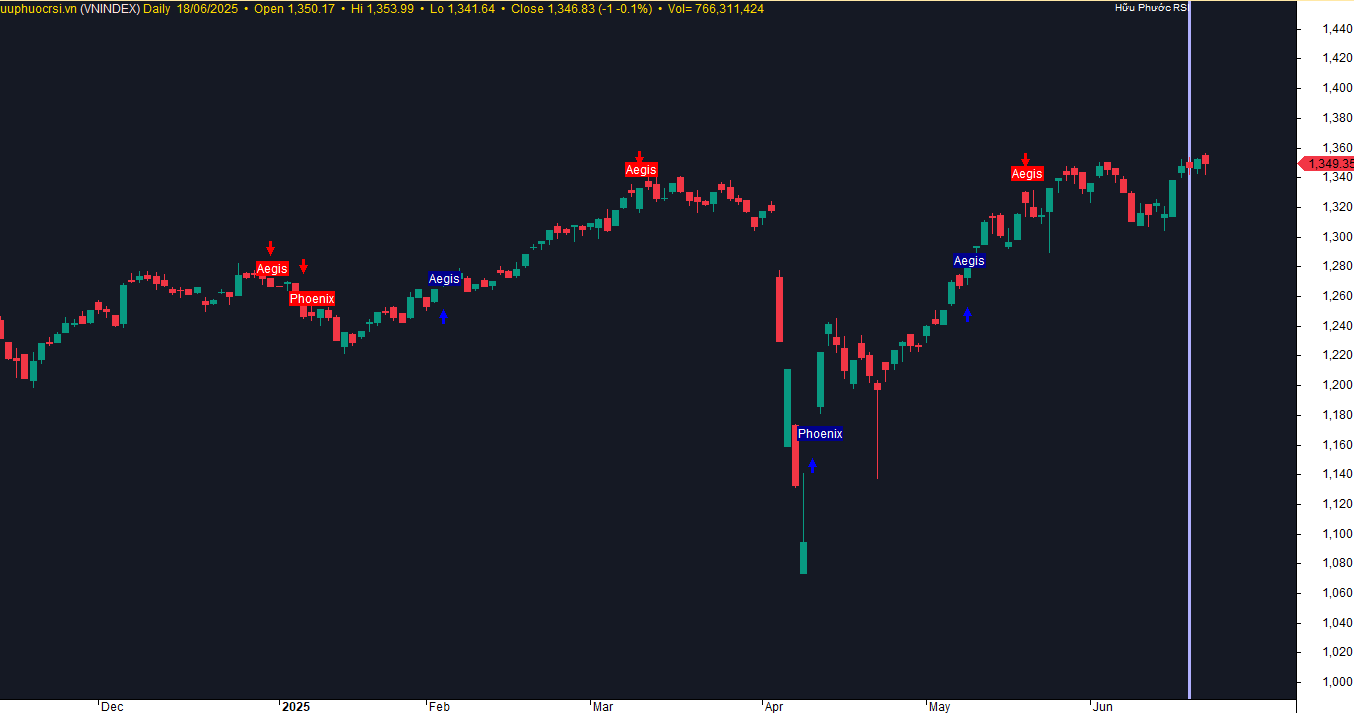 uuphuocrsi.vn (VNINDEX) Daily 18/06/2025 • Open 1,350.17 • Hi 1,353.99 • Lo 1,341.64 • Close 1,346.83 (-1 -0.1%) • Vol= 766,311,424
Hữu Phước RSI
1,440
1,420
1,400
1,380
1,360
1,349.35
1,340
1,320
1,300
1,280
1,260
1,240
1,220
1,200
1,180
1,160
1,140
1,120
1,100
1,080
1,060
1,040
1,020
1,000
Aegis
Phoenix
Aegis
Aegis
Phoenix
Aegis
Aegis
Dec 2025 Feb Mar Apr May Jun